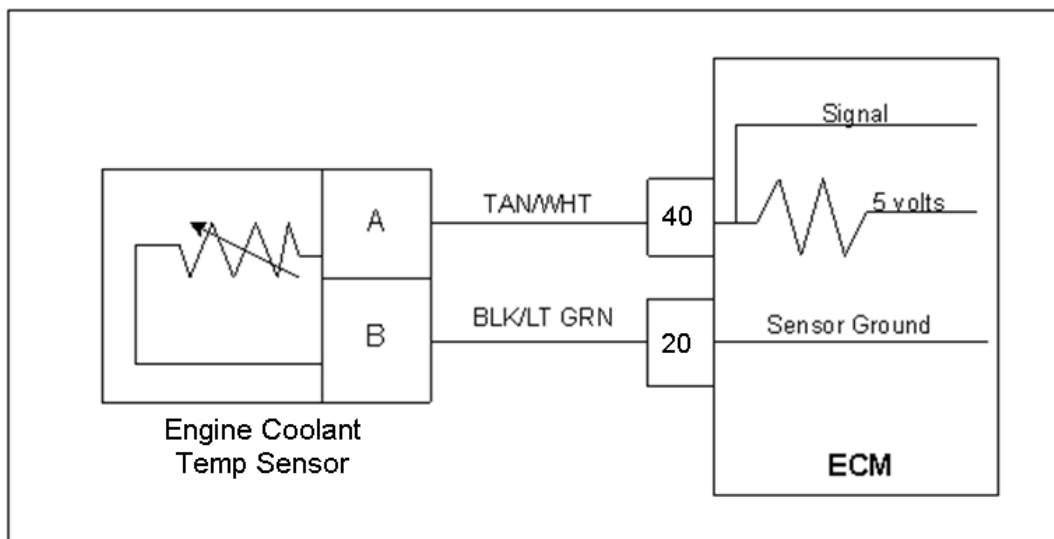 Signal
A
TAN/WHT
40
5 volts
B
BLK/LT GRN
20
Sensor Ground
Engine Coolant
Temp Sensor
ECM